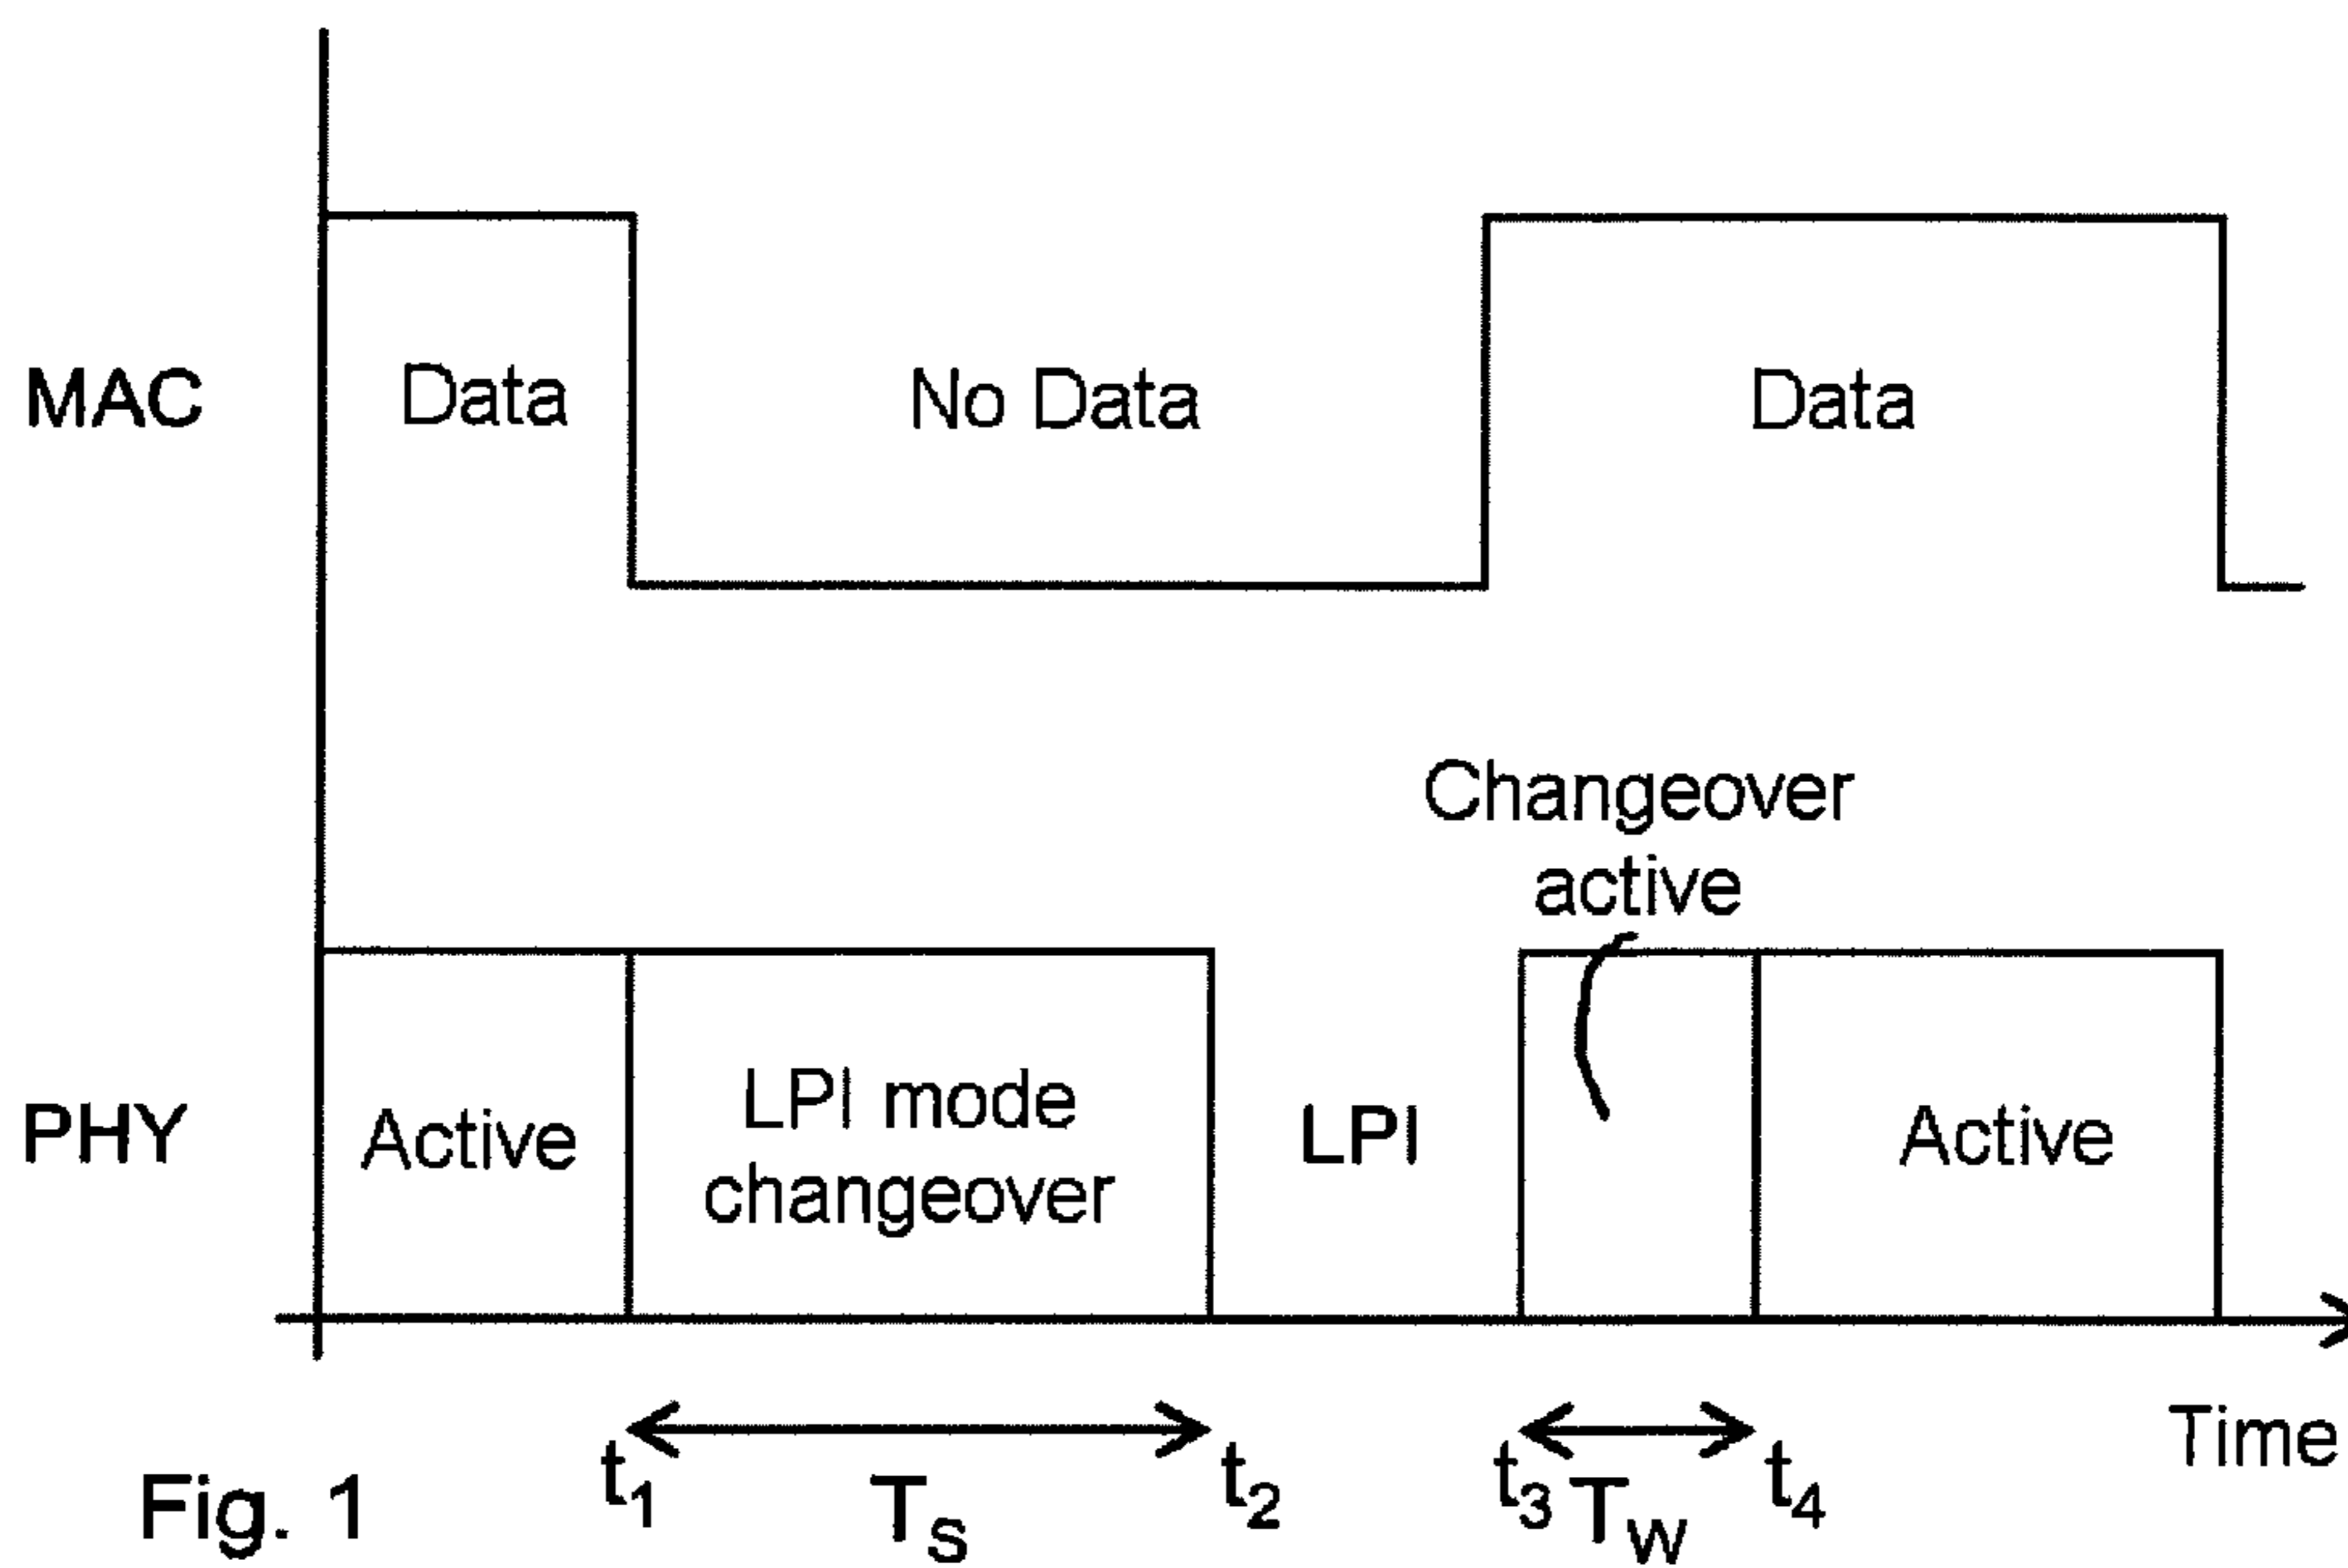 MAC
Data
No Data
Data
Changeover
active
PHY
Active
LPI mode
changeover
LPI
Active
Time
t1
Ts
t2
t3
Tw
t4
Fig. 1